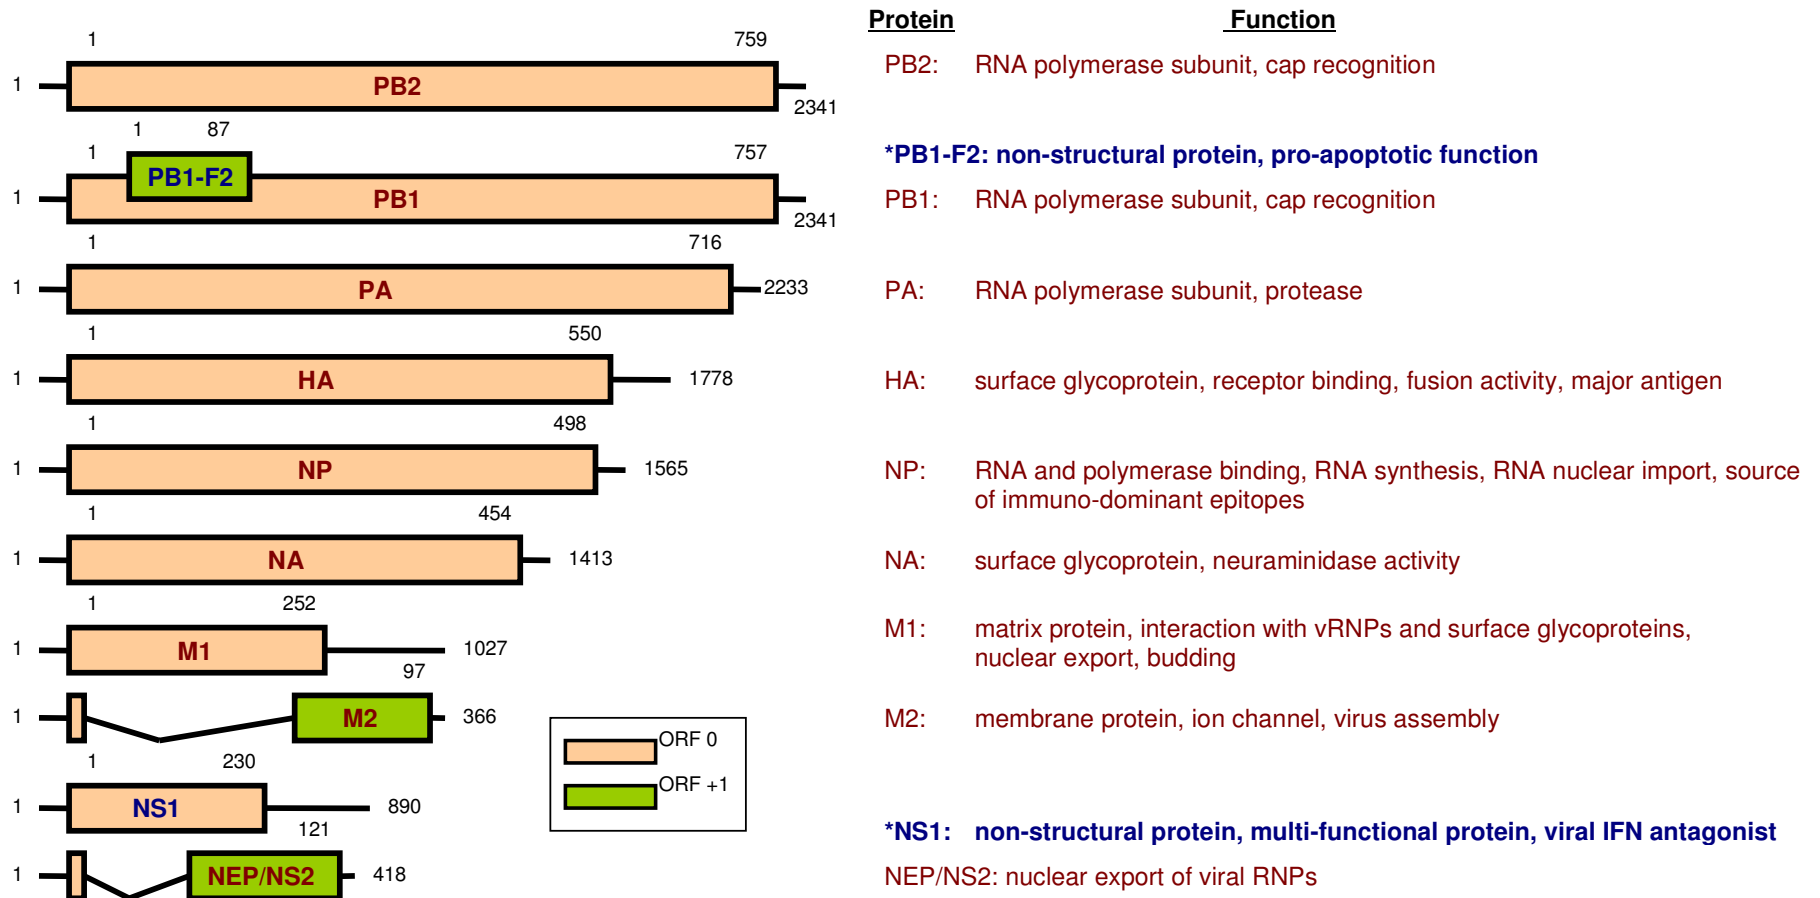 Protein Function
1 759
PB2: RNA polymerase subunit, cap recognition
1 PB2 2341
1 87
1 757
*PB1-F2: non-structural protein, pro-apoptotic function
PB1-F2
1 PB1 2341
PB1: RNA polymerase subunit, cap recognition
1 716
1 PA 2233
PA: RNA polymerase subunit, protease
1 550
1 HA 1778
HA: surface glycoprotein, receptor binding, fusion activity, major antigen
1 498
1 NP 1565
NP: RNA and polymerase binding, RNA synthesis, RNA nuclear import, source
of immuno-dominant epitopes
1 454
1 NA 1413
NA: surface glycoprotein, neuraminidase activity
1 252
1 M1 1027
M1: matrix protein, interaction with vRNPs and surface glycoproteins,
nuclear export, budding
97
1 M2 366
M2: membrane protein, ion channel, virus assembly
ORF 0
ORF +1
1 230
1 NS1 890
*NS1: non-structural protein, multi-functional protein, viral IFN antagonist
121
1 NEP/NS2 418
NEP/NS2: nuclear export of viral RNPs